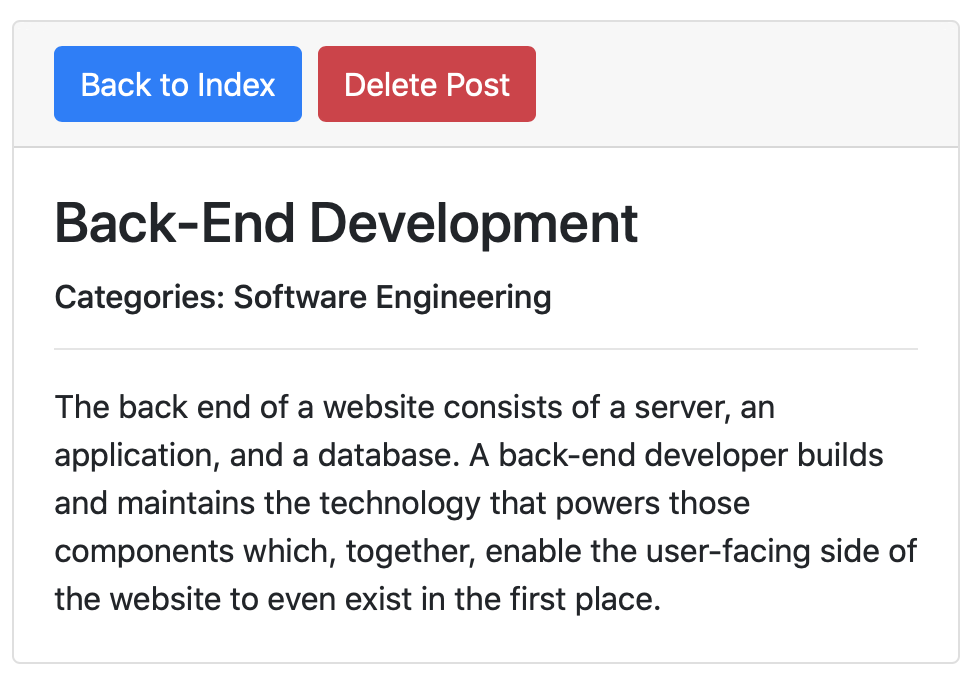 Back to Index Delete Post
Back-End Development
Categories: Software Engineering
The back end of a website consists of a server, an
application, and a database. A back-end developer builds
and maintains the technology that powers those
components which, together, enable the user-facing side of
the website to even exist in the first place.